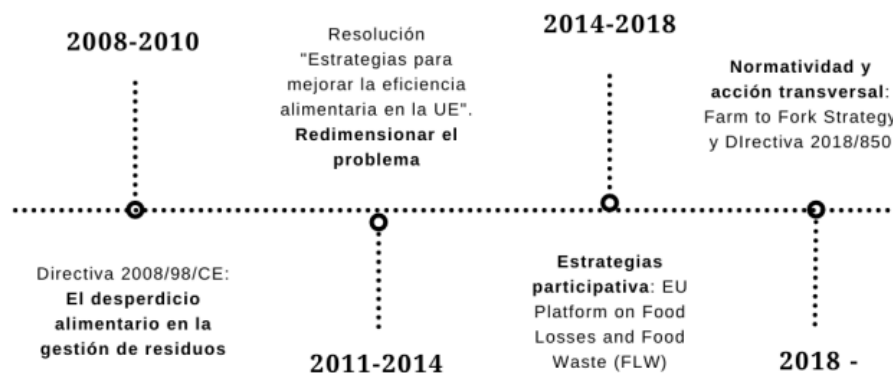 2008-2010
Directiva 2008/98/CE:
El desperdicio
alimentario en la
gestión de residuos
Resolución
"Estrategias para
mejorar la eficiencia
alimentaria en la UE".
Redimensionar el
problema
2011-2014
2014-2018
Estrategias
participativa: EU
Platform on Food
Losses and Food
Waste (FLW)
Normatividad y
acción transversal:
Farm to Fork Strategy
y DIrectiva 2018/850
2018 -